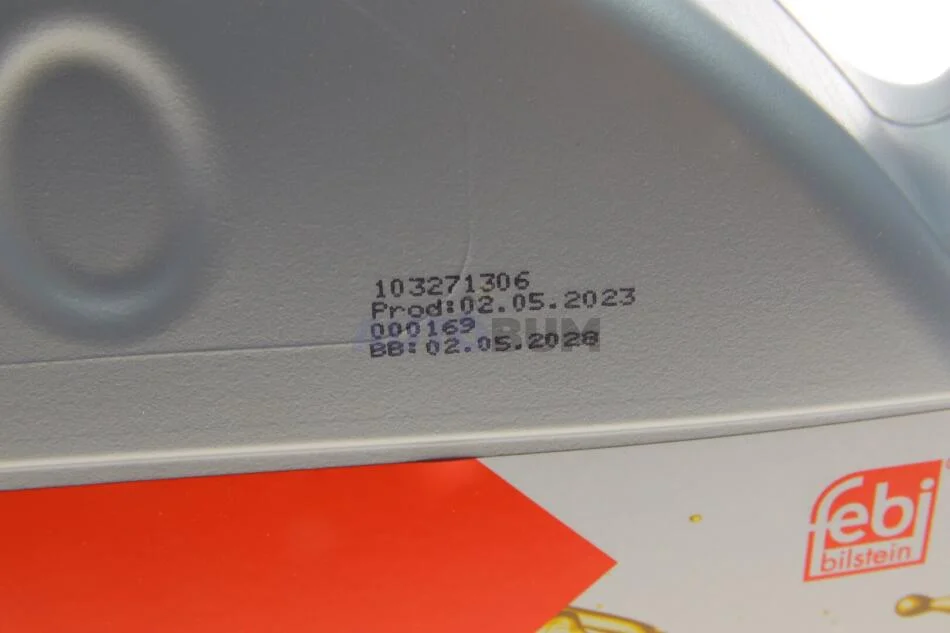 103271306
Prod:02.05.2023
000169
BB:02.05.2028
febi
bilstein